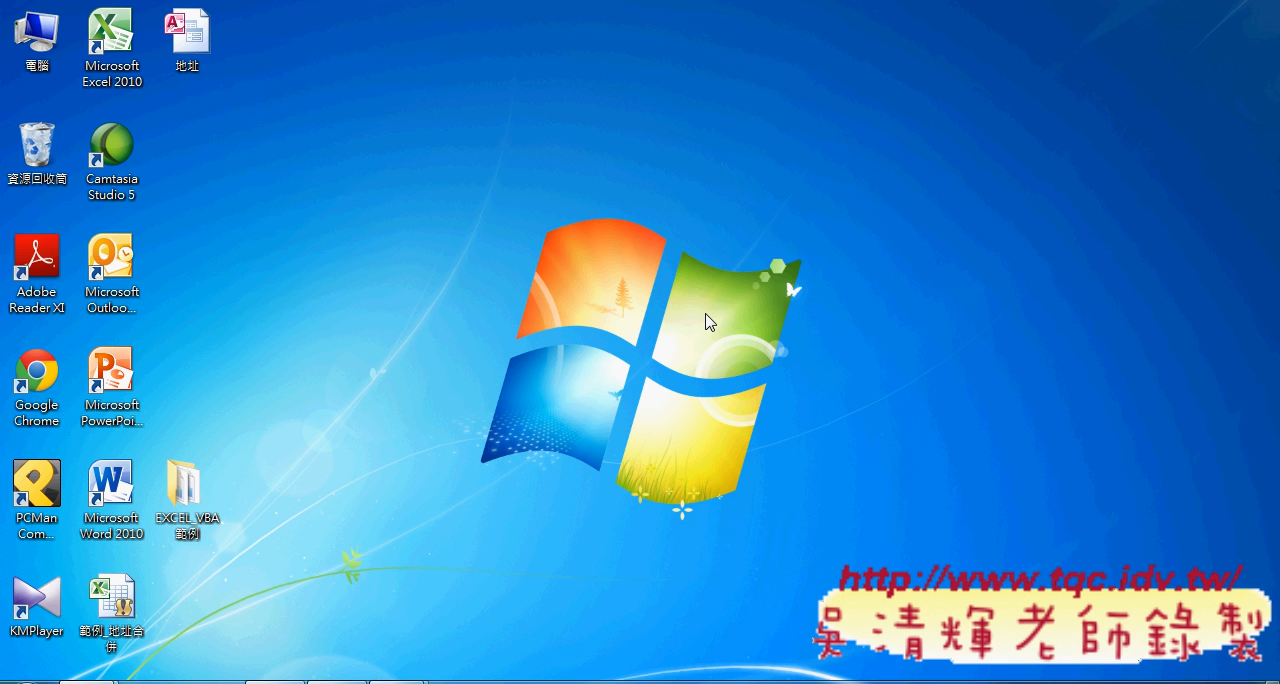 電腦
Microsoft
Excel 2010
地址
資源回收筒
Camtasia
Studio 5
Adobe
Reader XI
Microsoft
Outloo...
Google
Chrome
Microsoft
PowerPoi...
PCMan
Com...
Microsoft
Word 2010
EXCEL_VBA
範例
KMPlayer
範例_地址合
併
http://www.tqc.idv.tw/
吳清輝老師錄製